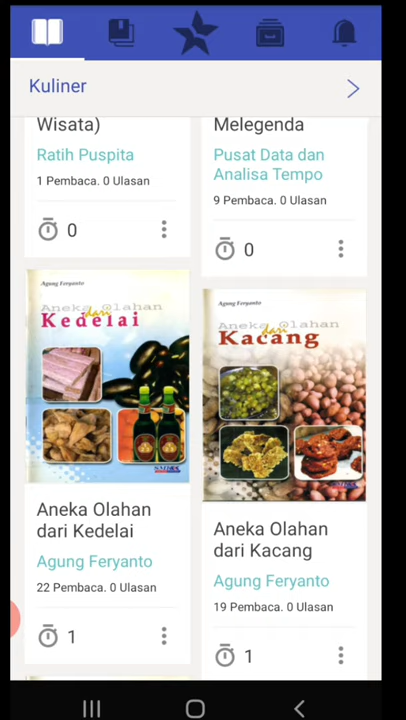 Kuliner
Wisata)
Ratih Puspita
1 Pembaca. 0 Ulasan
0
Melegenda
Pusat Data dan
Analisa Tempo
9 Pembaca. 0 Ulasan
0
Agung Feryanto
Aneka Olahan
dari
Kedelai
Aneka Olahan
dari Kedelai
Agung Feryanto
22 Pembaca. 0 Ulasan
1
Agung Feryanto
Aneka Olahan
dari
Kacang
Aneka Olahan
dari Kacang
Agung Feryanto
19 Pembaca. 0 Ulasan
1